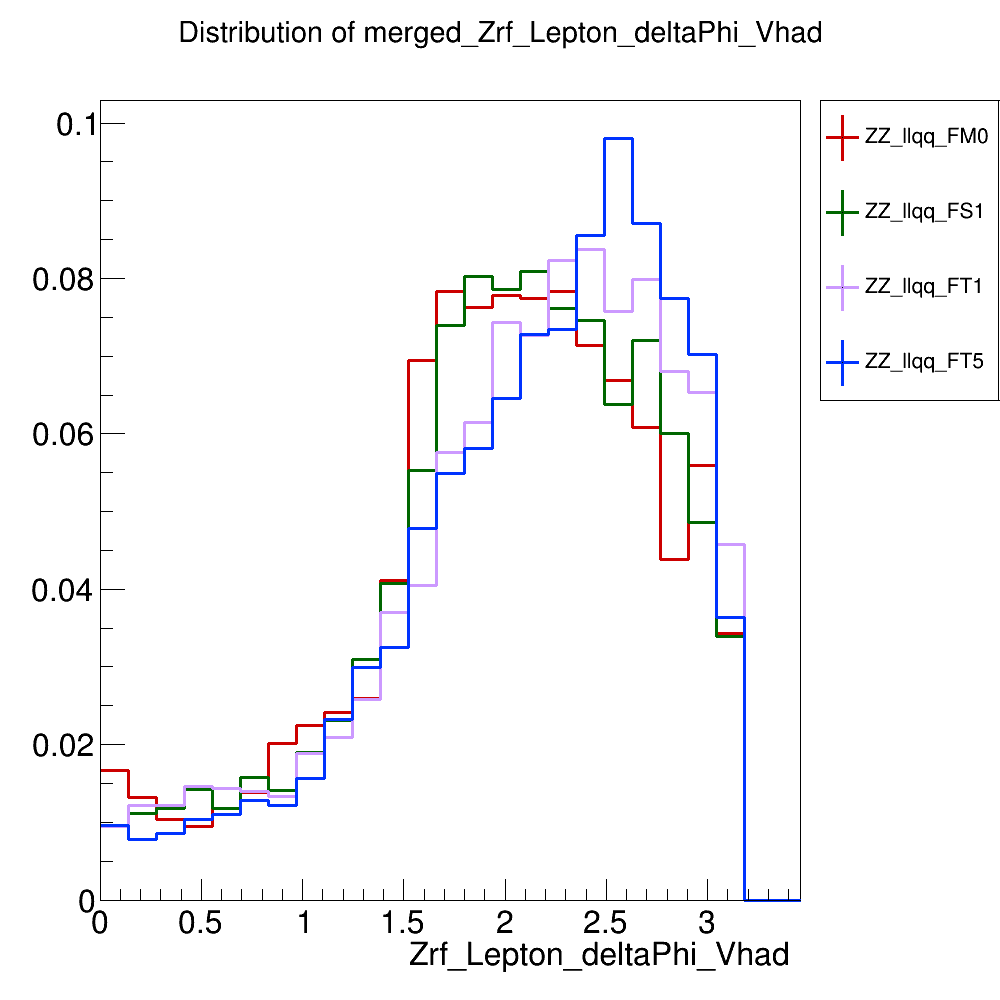 Distribution of merged_Zrf_Lepton_deltaPhi_Vhad
0.1
0.08
0.06
0.04
0.02
0
0 0.5 1 1.5 2 2.5 3
Zrf_Lepton_deltaPhi_Vhad
ZZ_llqq_FM0
ZZ_llqq_FS1
ZZ_llqq_FT1
ZZ_llqq_FT5